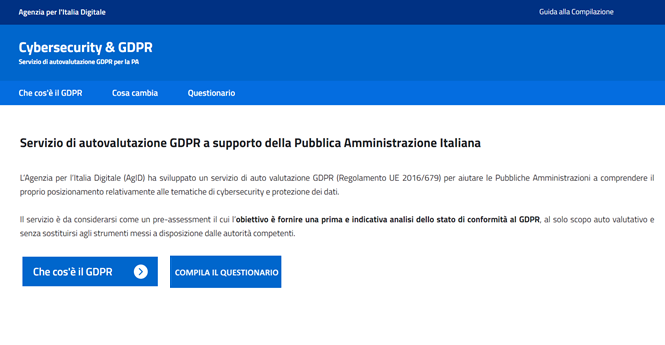 Agenzia per l'Italia Digitale
Guida alla Compilazione
Cybersecurity & GDPR
Servizio di autovalutazione GDPR per la PA
Che cos'è il GDPR
Cosa cambia
Questionario
Servizio di autovalutazione GDPR a supporto della Pubblica Amministrazione Italiana
L'Agenzia per l'Italia Digitale (AgID) ha sviluppato un servizio di auto valutazione GDPR (Regolamento UE 2016/679) per aiutare le Pubbliche Amministrazioni a comprendere il
proprio posizionamento relativamente alle tematiche di cybersecurity e protezione dei dati.
Il servizio è da considerarsi come un pre-assessment il cui l'obiettivo è fornire una prima e indicativa analisi dello stato di conformità al GDPR, al solo scopo auto valutativo e
senza sostituirsi agli strumenti messi a disposizione dalle autorità competenti.
Che cos'è il GDPR
COMPILA IL QUESTIONARIO